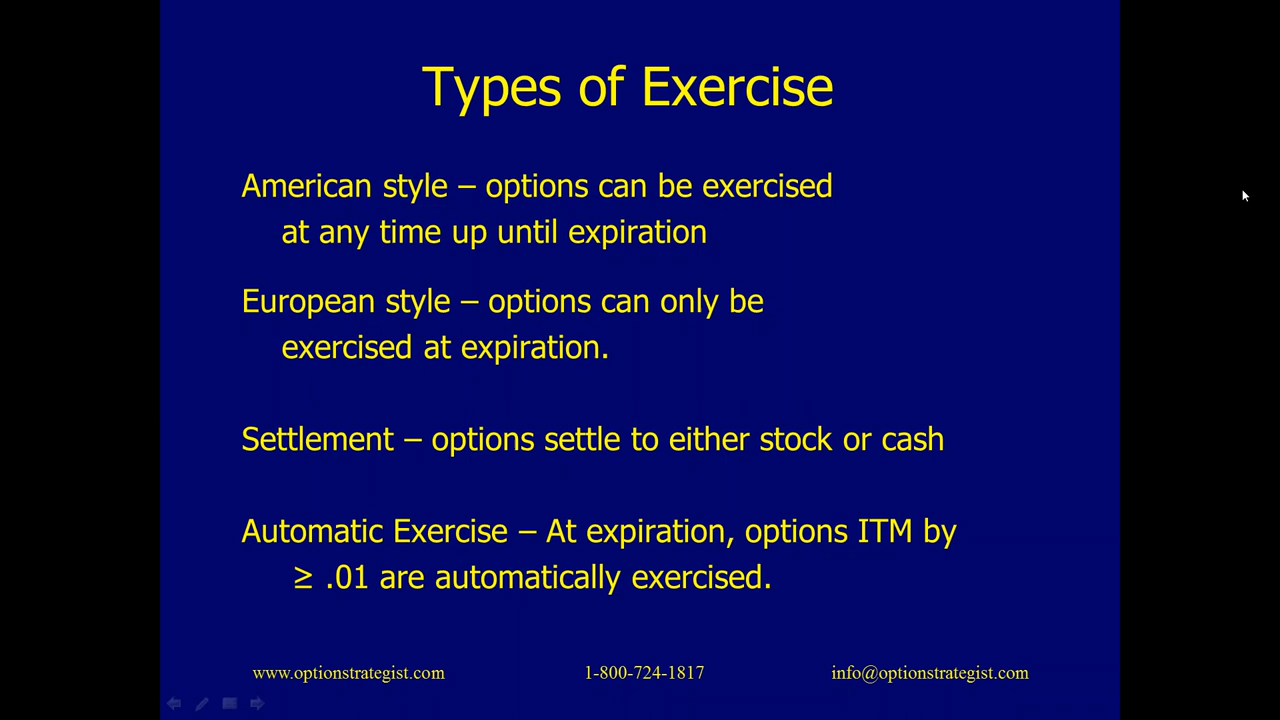 Types of Exercise
American style – options can be exercised
at any time up until expiration
European style – options can only be
exercised at expiration.
Settlement – options settle to either stock or cash
Automatic Exercise – At expiration, options ITM by
≥ .01 are automatically exercised.
www.optionstrategist.com 1-800-724-1817 info@optionstrategist.com